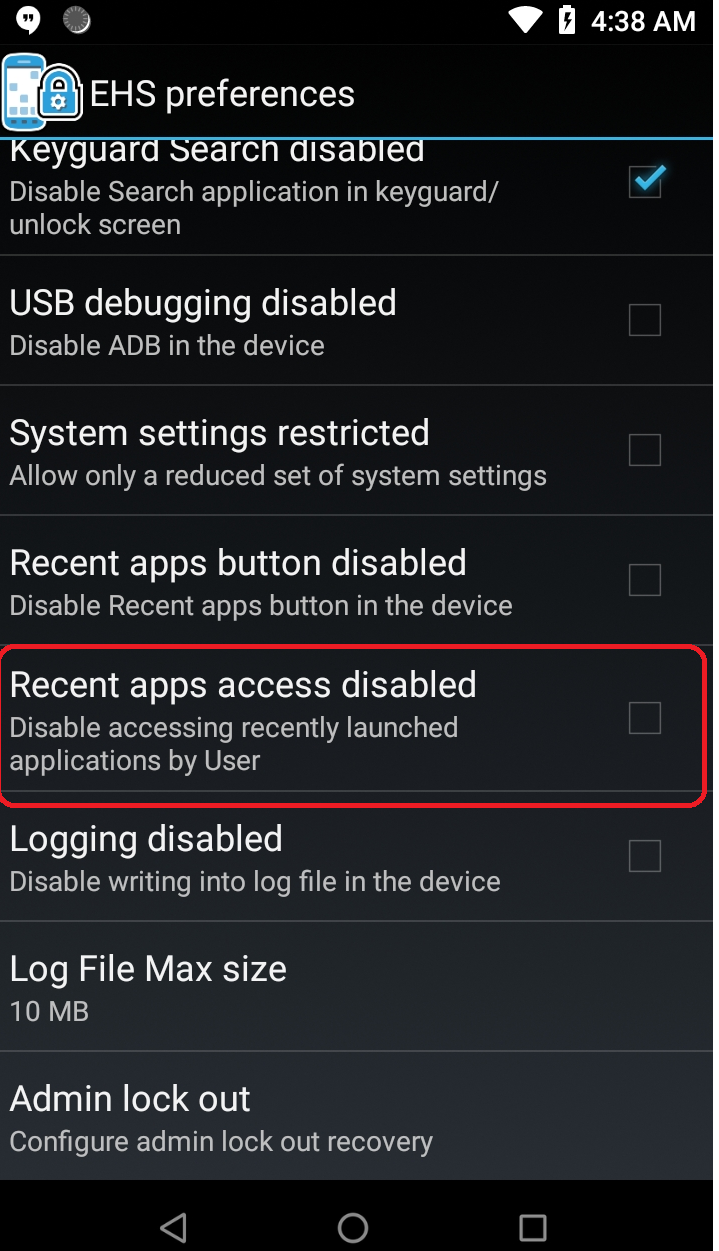 4:38 AM
EHS preferences
Keyguard Search disabled
Disable Search application in keyguard/
unlock screen
USB debugging disabled
Disable ADB in the device
System settings restricted
Allow only a reduced set of system settings
Recent apps button disabled
Disable Recent apps button in the device
Recent apps access disabled
Disable accessing recently launched
applications by User
Logging disabled
Disable writing into log file in the device
Log File Max size
10 MB
Admin lock out
Configure admin lock out recovery